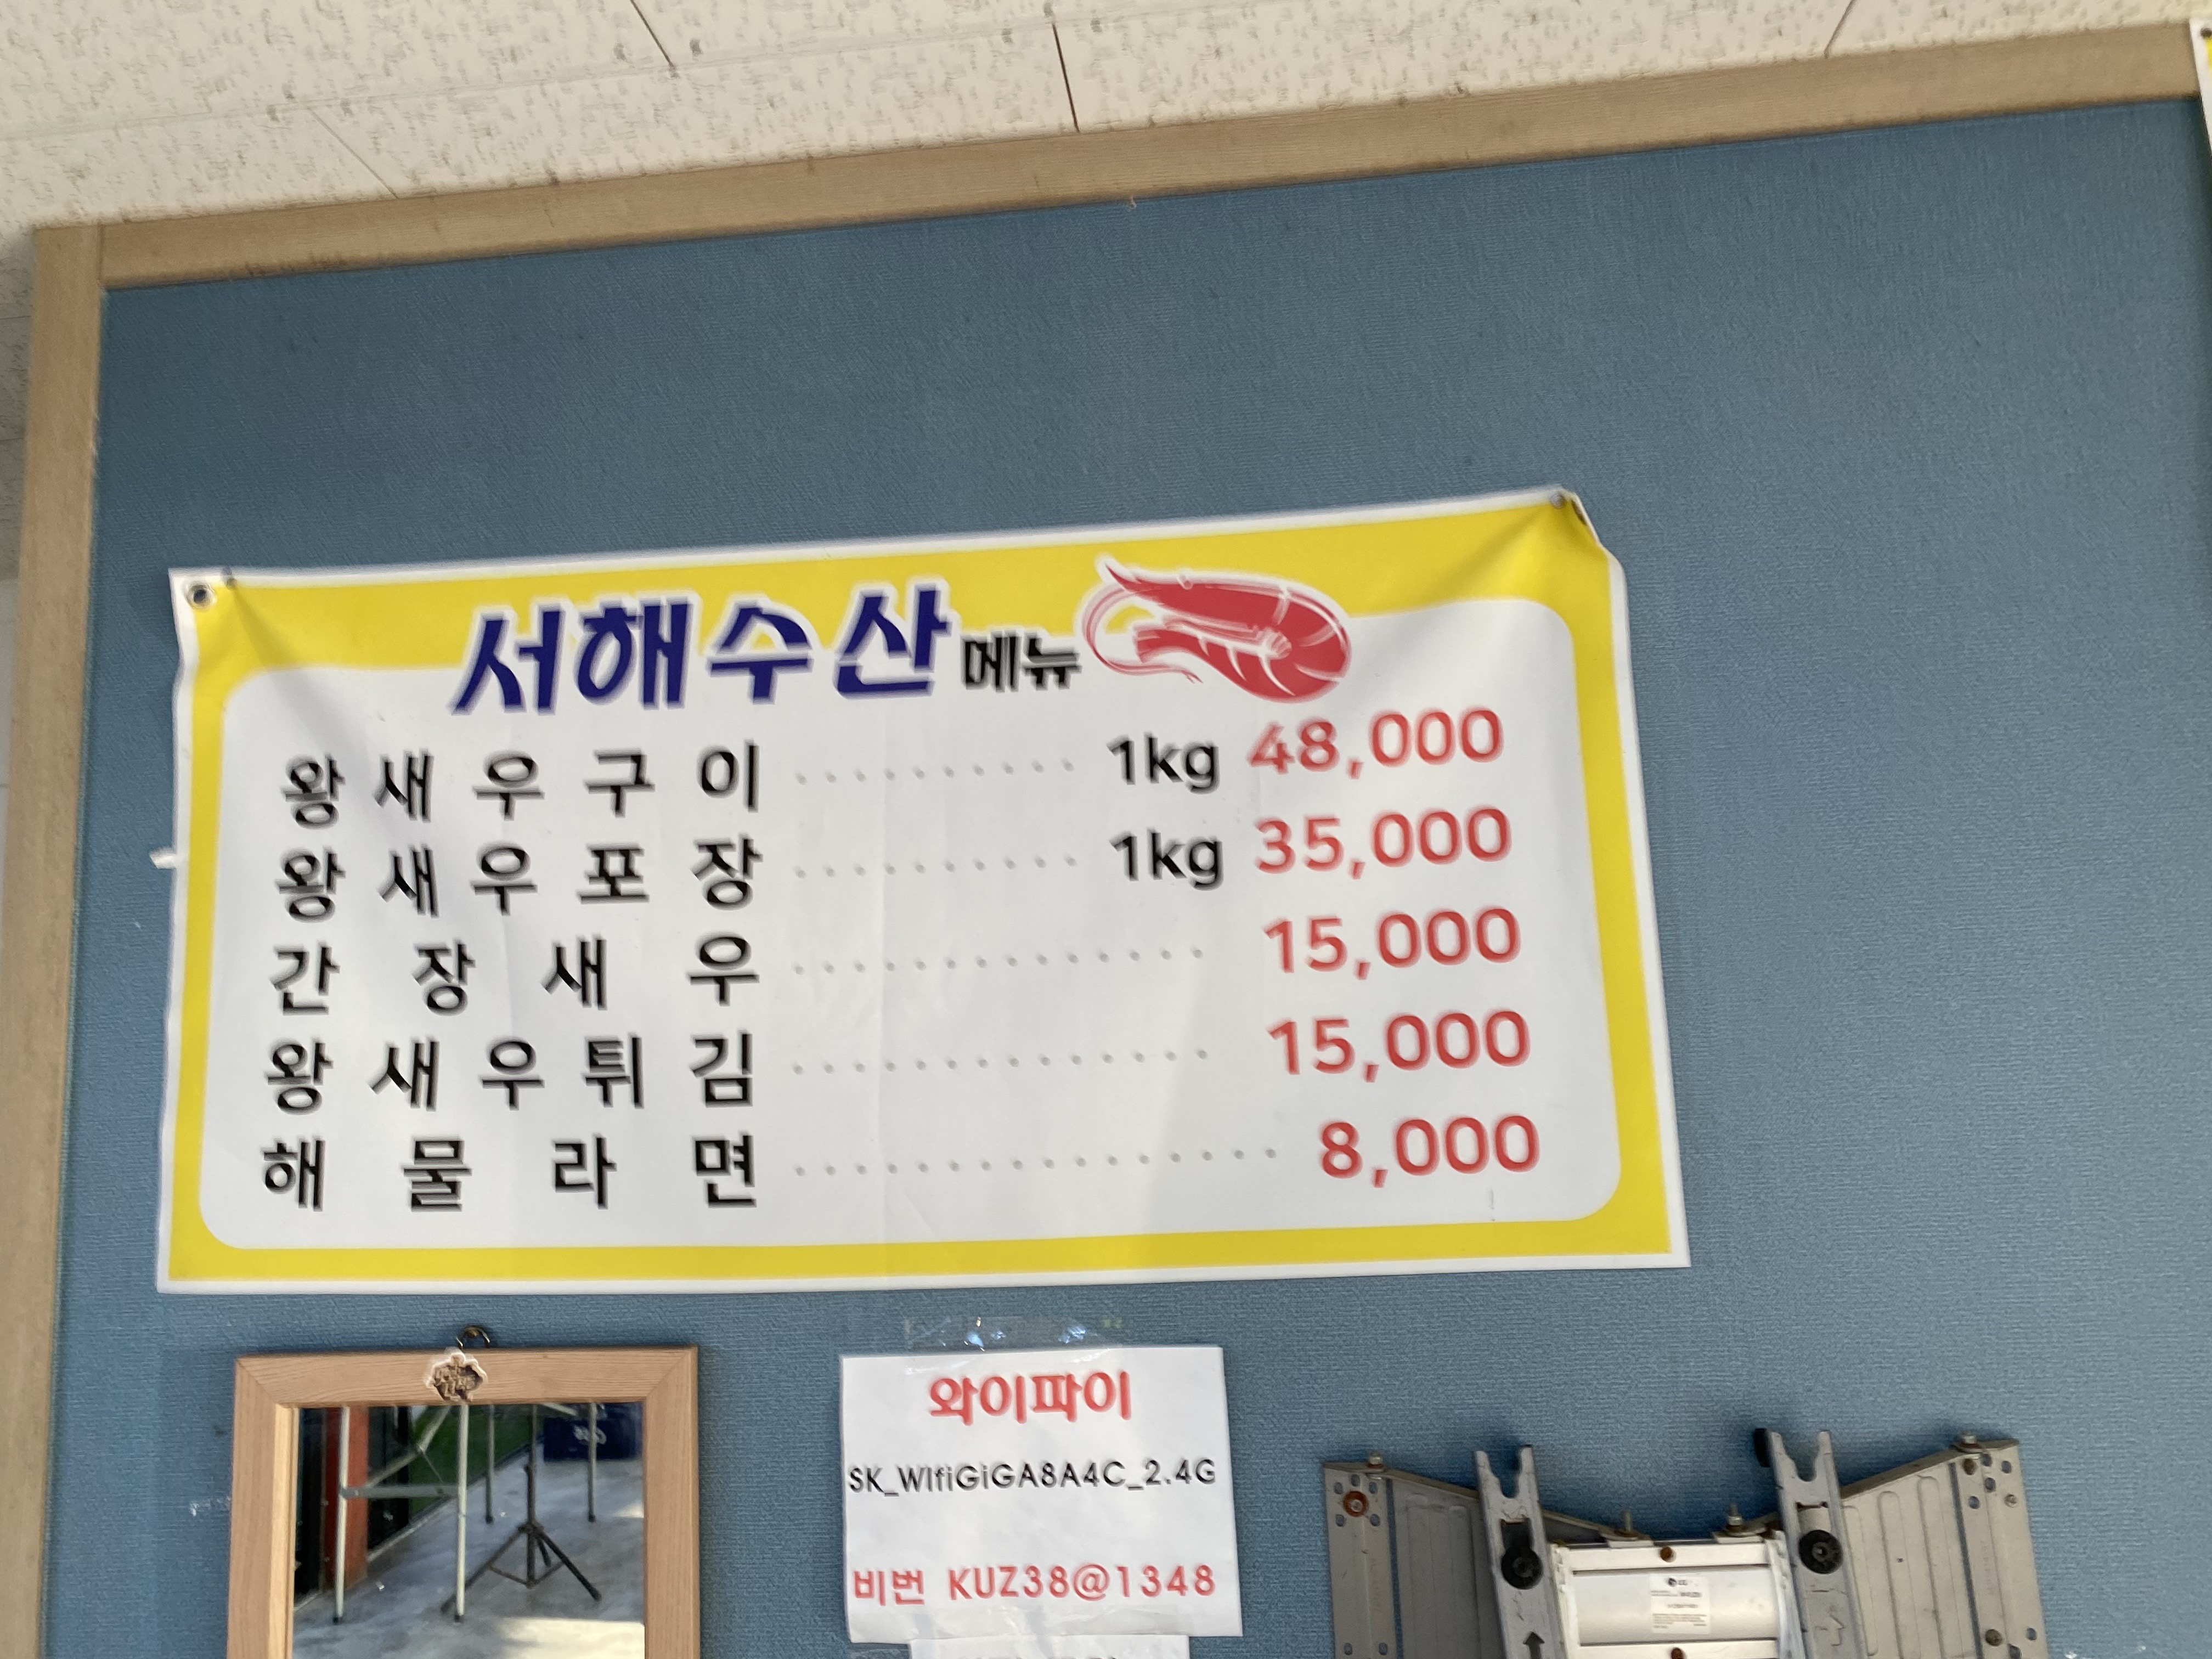 서해수산 메뉴
왕새우구이 1kg 48,000
왕새우포장 1kg 35,000
간장새우 15,000
왕새우튀김 15,000
해물라면 8,000
와이파이
SK_WIfiGiGA8A4C_2.4G
비번 KUZ38@1348